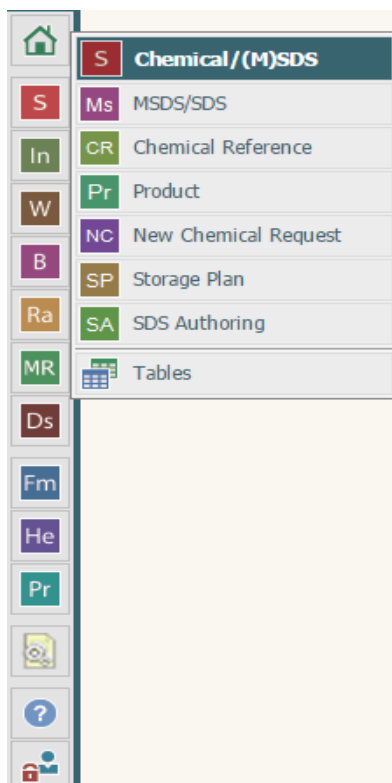 S Chemical/(M)SDS
S
Ms MSDS/SDS
In
CR Chemical Reference
W
Pr Product
B
NC New Chemical Request
SP Storage Plan
Ra
SA SDS Authoring
MR
Tables
Ds
Fm
He
Pr
?